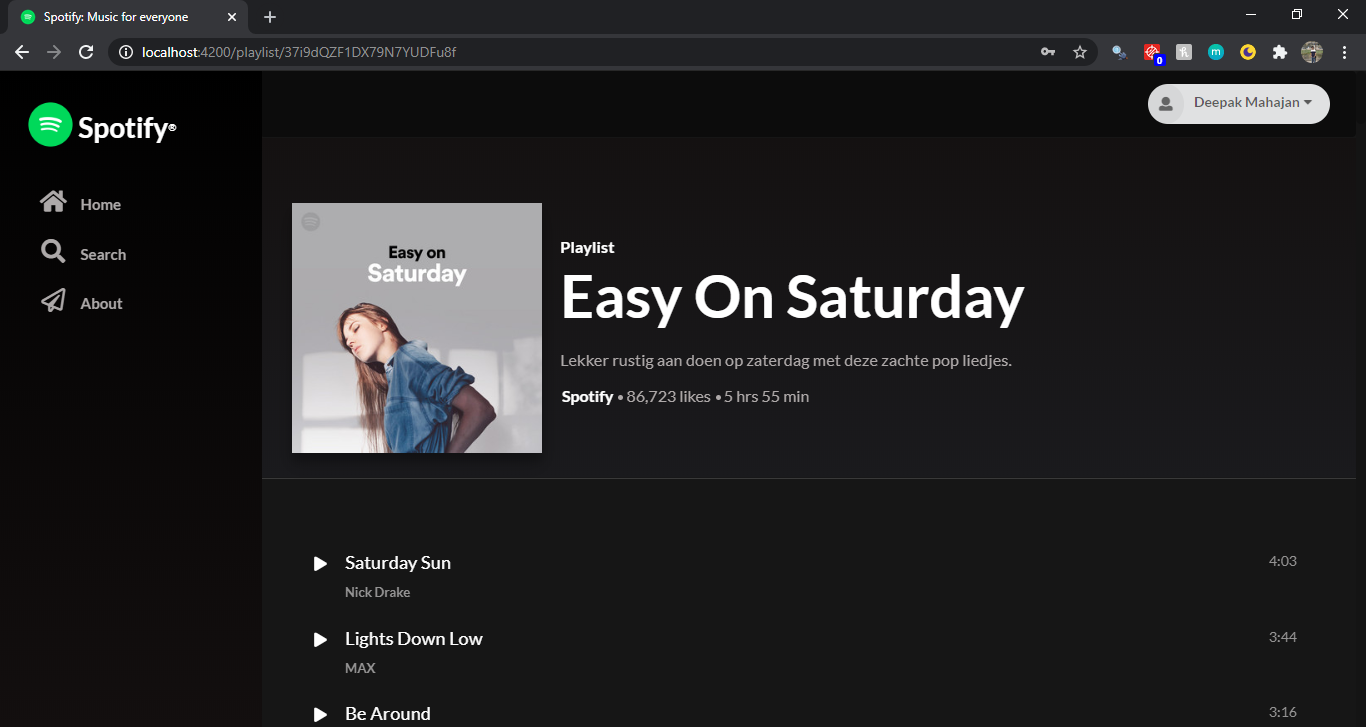 Spotify: Music for everyone
localhost:4200/playlist/37i9dQZF1DX79N7YUDFu8f
0
m
Spotify®
Deepak Mahajan
Home
Search
About
Easy on
Saturday
Playlist
Easy On Saturday
Lekker rustig aan doen op zaterdag met deze zachte pop liedjes.
Spotify • 86,723 likes • 5 hrs 55 min
Saturday Sun 4:03
Nick Drake
Lights Down Low 3:44
MAX
Be Around 3:16